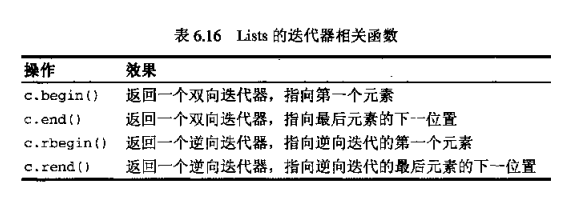 表 6.16 Lists 的迭代器相关函数
操作 效果
c.begin() 返回一个双向迭代器，指向第一个元素
c.end() 返回一个双向迭代器，指向最后元素的下一位置
c.rbegin() 返回一个逆向迭代器，指向逆向迭代的第一个元素
c.rend() 返回一个逆向迭代器，指向逆向迭代的最后元素的下一位置